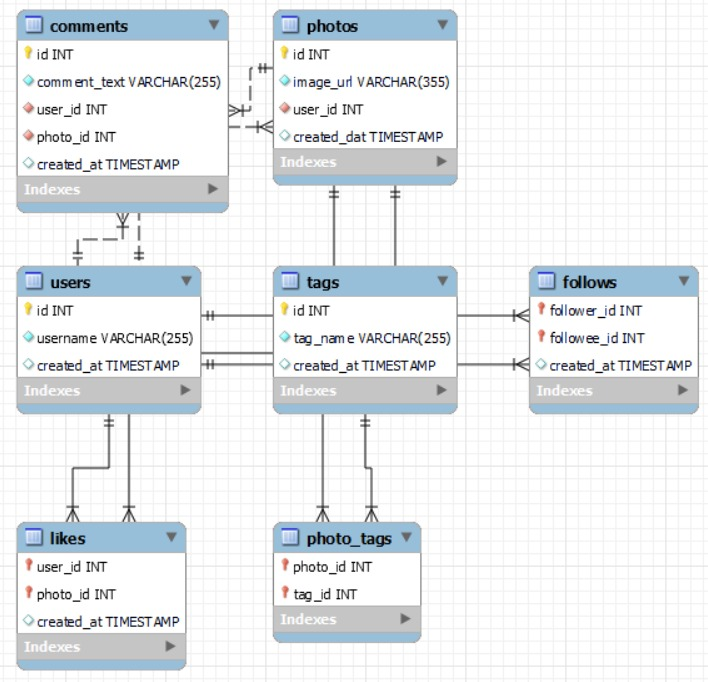 comments
id INT
comment_text VARCHAR(255)
user_id INT
photo_id INT
created_at TIMESTAMP
Indexes
photos
id INT
image_url VARCHAR(355)
user_id INT
created_dat TIMESTAMP
Indexes
users
id INT
username VARCHAR(255)
created_at TIMESTAMP
Indexes
tags
id INT
tag_name VARCHAR(255)
created_at TIMESTAMP
Indexes
follows
follower_id INT
followee_id INT
created_at TIMESTAMP
Indexes
likes
user_id INT
photo_id INT
created_at TIMESTAMP
Indexes
photo_tags
photo_id INT
tag_id INT
Indexes